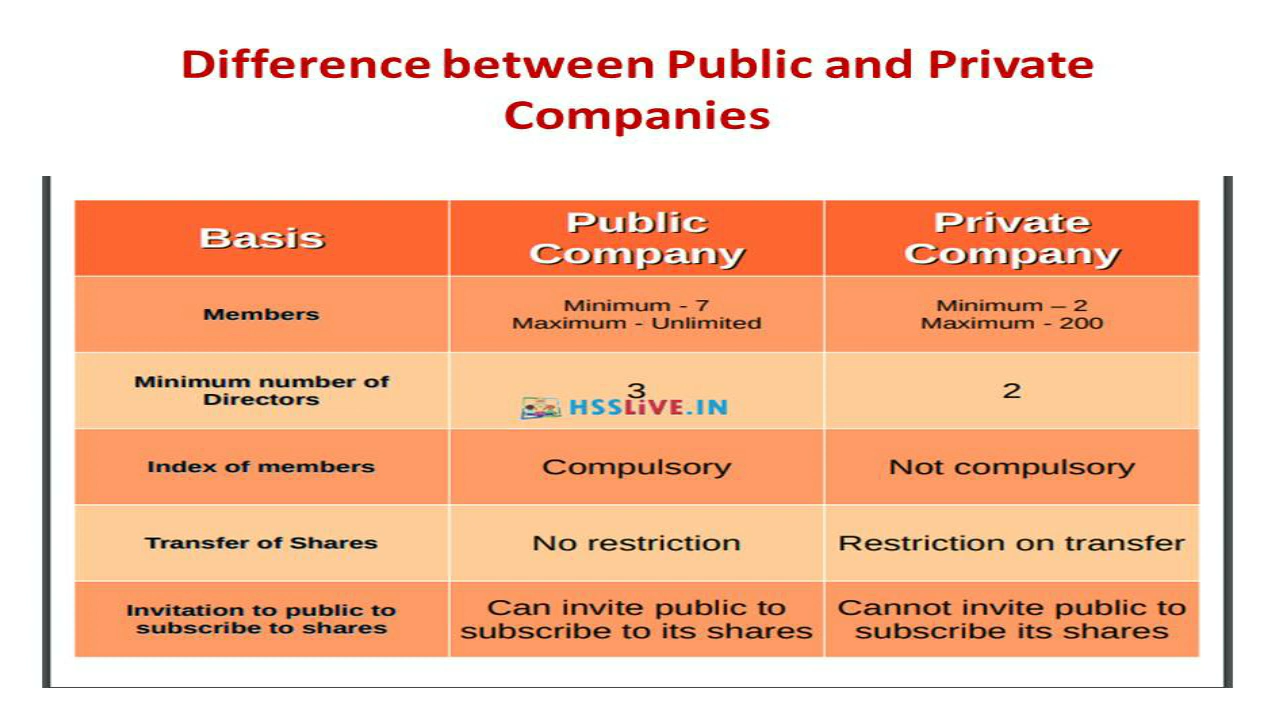 Difference between Public and Private
Companies
Basis
Public
Company
Private
Company
Members
Minimum - 7
Maximum - Unlimited
Minimum – 2
Maximum - 200
Minimum number of
Directors
3
HSSLiVE.IN
2
Index of members
Compulsory
Not compulsory
Transfer of Shares
No restriction
Restriction on transfer
Invitation to public to
subscribe to shares
Can invite public to
subscribe to its shares
Cannot invite public to
subscribe its shares